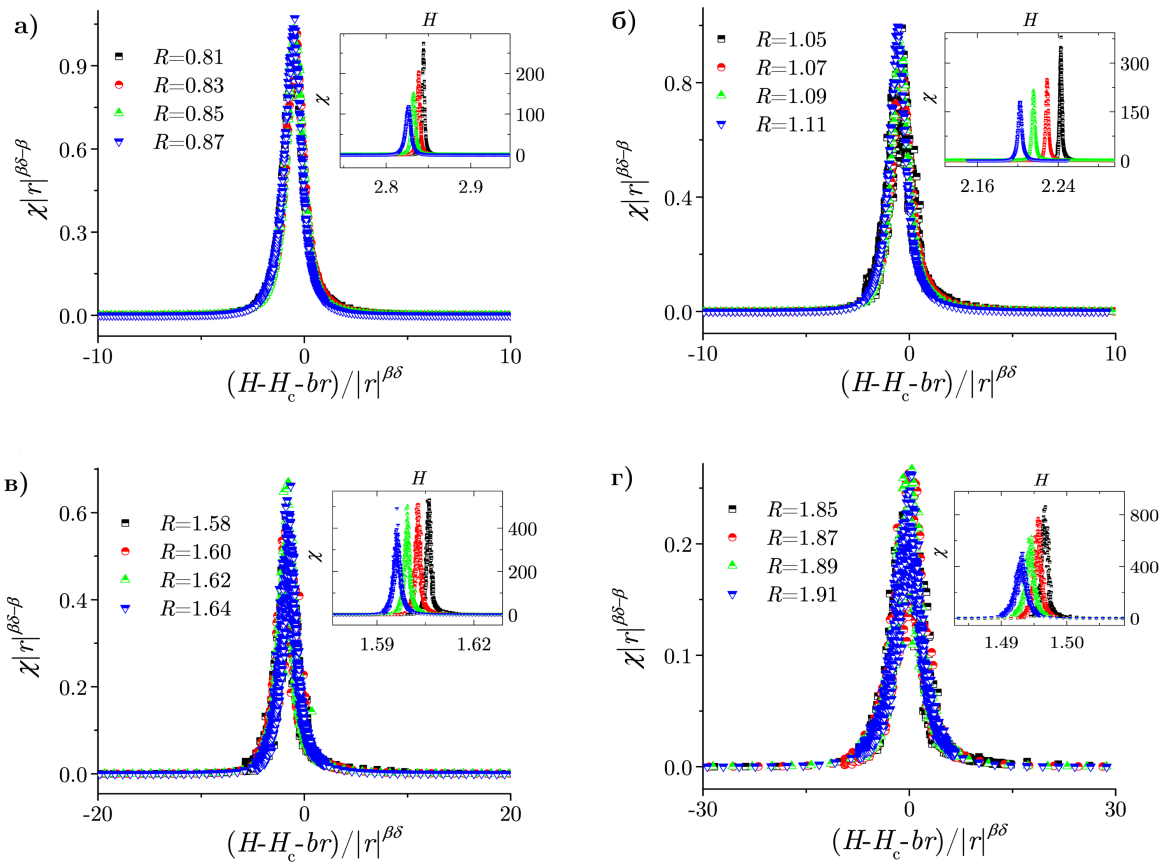 а)
H
R=0.81
R=0.83
R=0.85
R=0.87
χ
200
100
0
2.8 2.9
χ|r|^{βδ–β}
0.9
0.6
0.3
0.0
-10 0 10
(H-H_c-br)/|r|^{βδ}
б)
H
R=1.05
R=1.07
R=1.09
R=1.11
χ
300
150
0
2.16 2.24
χ|r|^{βδ–β}
0.8
0.4
0.0
-10 0 10
(H-H_c-br)/|r|^{βδ}
в)
H
R=1.58
R=1.60
R=1.62
R=1.64
χ
400
200
0
1.59 1.62
χ|r|^{βδ–β}
0.6
0.4
0.2
0.0
-20 0 20
(H-H_c-br)/|r|^{βδ}
г)
H
R=1.85
R=1.87
R=1.89
R=1.91
χ
800
400
0
1.49 1.50
χ|r|^{βδ–β}
0.2
0.1
0.0
-30 0 30
(H-H_c-br)/|r|^{βδ}